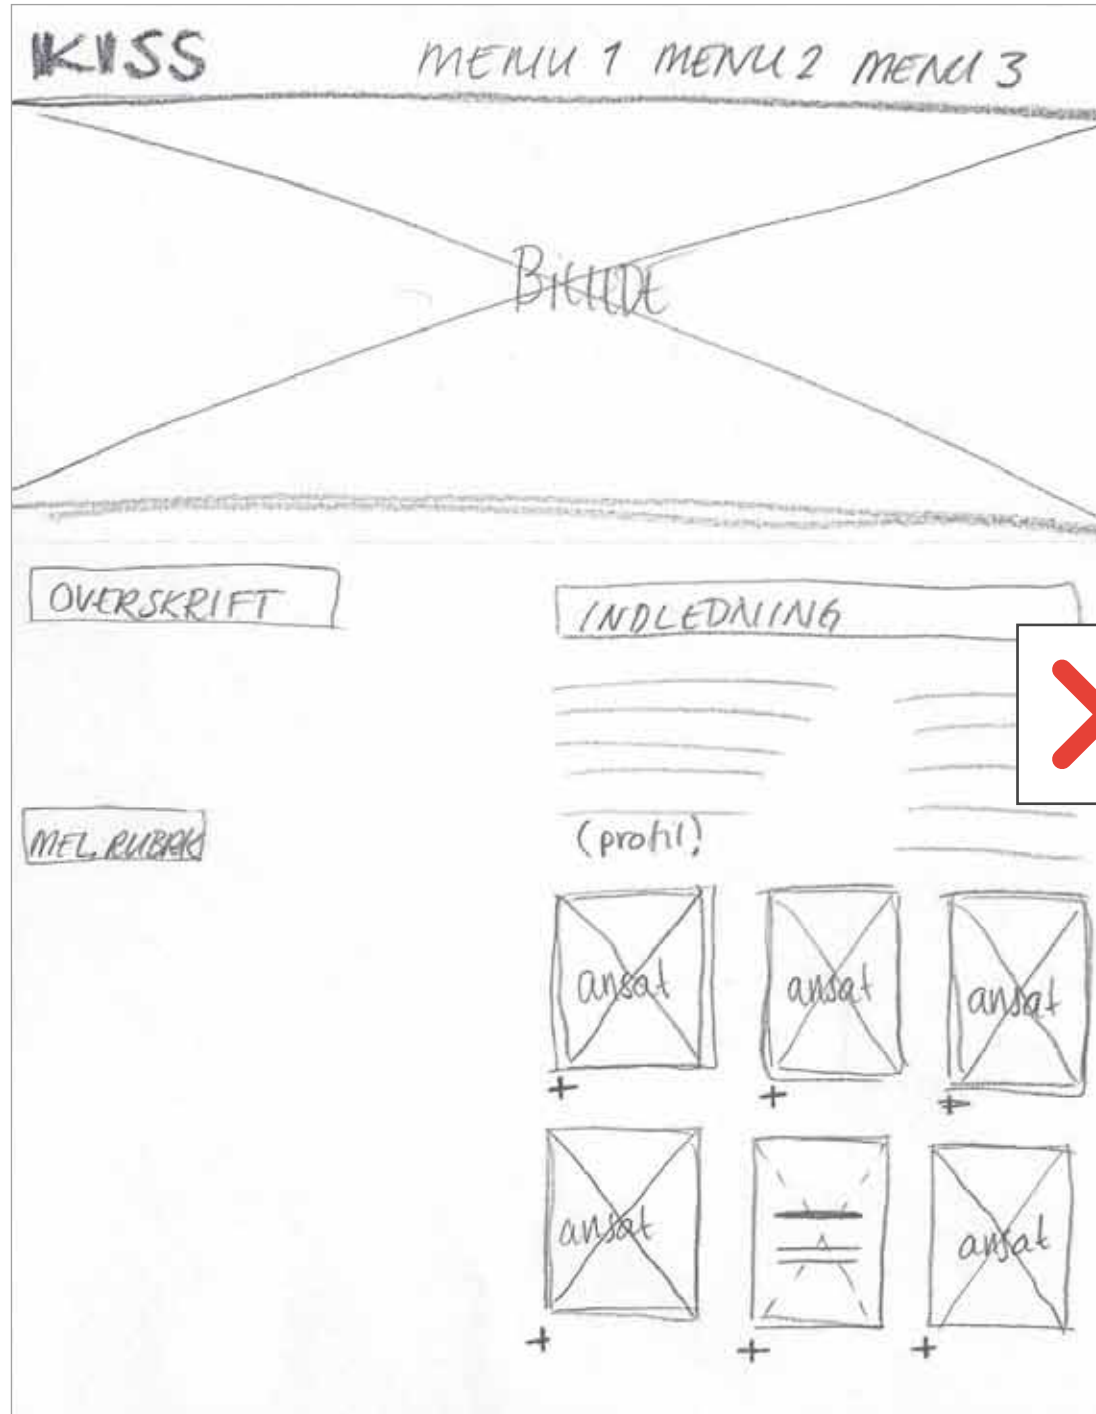 KISS
MENU 1 MENU 2 MENU 3
BILLEDE
OVERSKRIFT
INDLEDNING
MEL. RUBRIK
(profil)
ansat ansat ansat
ansat ansat